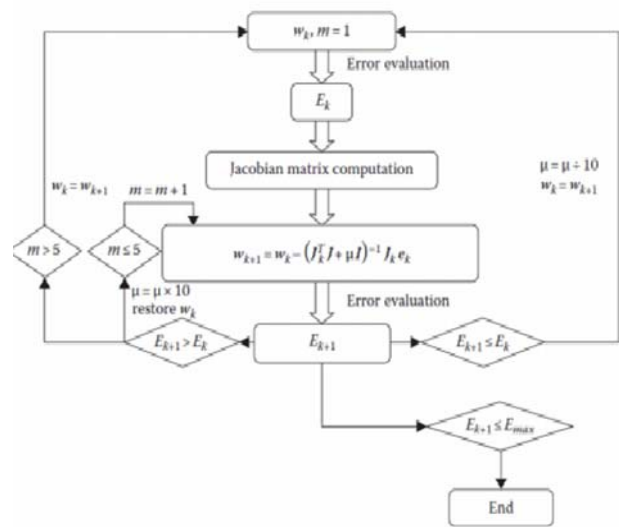 w_k, m = 1
Error evaluation
E_k
Jacobian matrix computation
μ = μ ÷ 10
w_k = w_{k+1}
w_k = w_{k+1}
m = m + 1
m > 5
m ≤ 5
w_{k+1} = w_k − (J_k^T J + μI)^{−1} J_k e_k
μ = μ × 10
restore w_k
Error evaluation
E_{k+1} > E_k
E_{k+1}
E_{k+1} ≤ E_k
E_{k+1} ≤ E_{max}
End